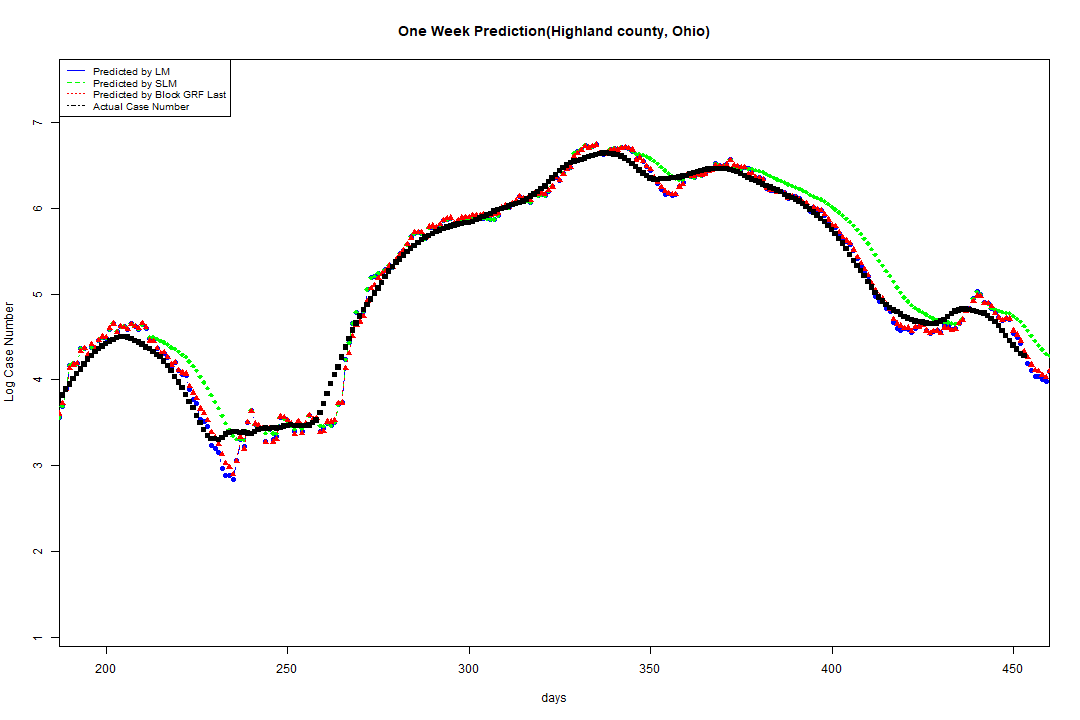 One Week Prediction(Highland county, Ohio)
Predicted by LM
Predicted by SLM
Predicted by Block GRF Last
Actual Case Number
7
6
5
4
3
2
1
Log Case Number
200 250 300 350 400 450
days